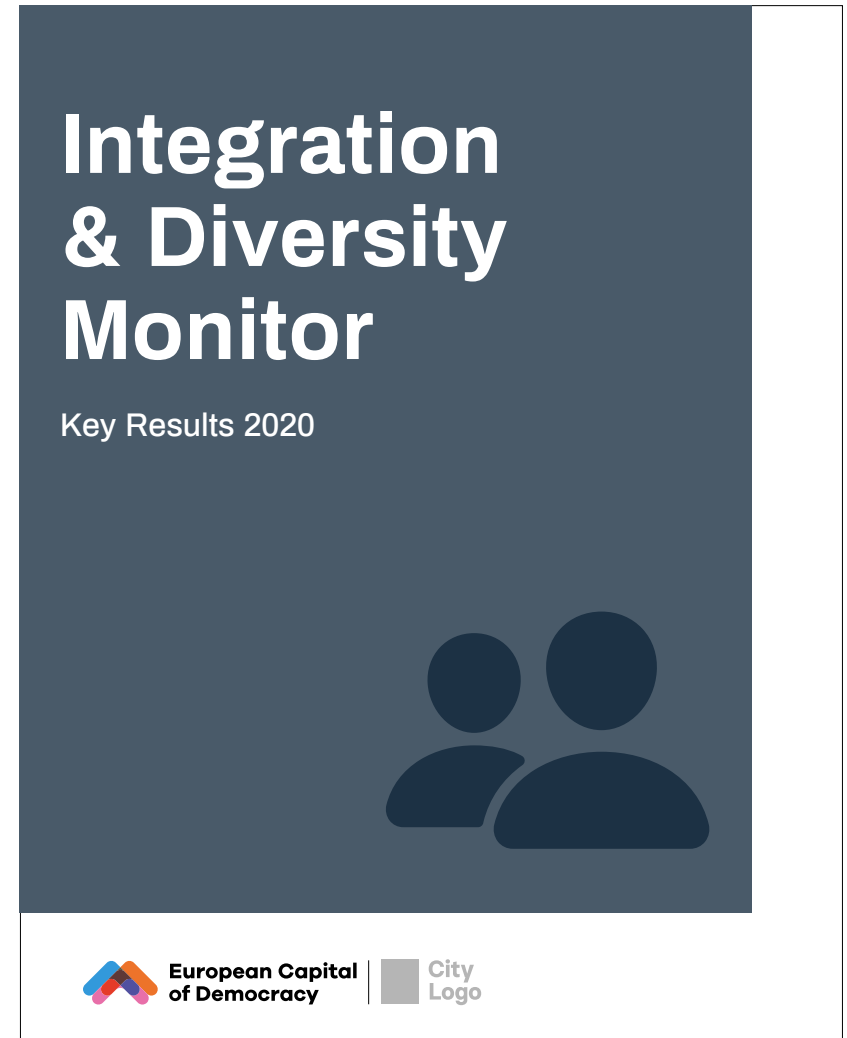 Integration
& Diversity
Monitor
Key Results 2020
European Capital
of Democracy
City
Logo